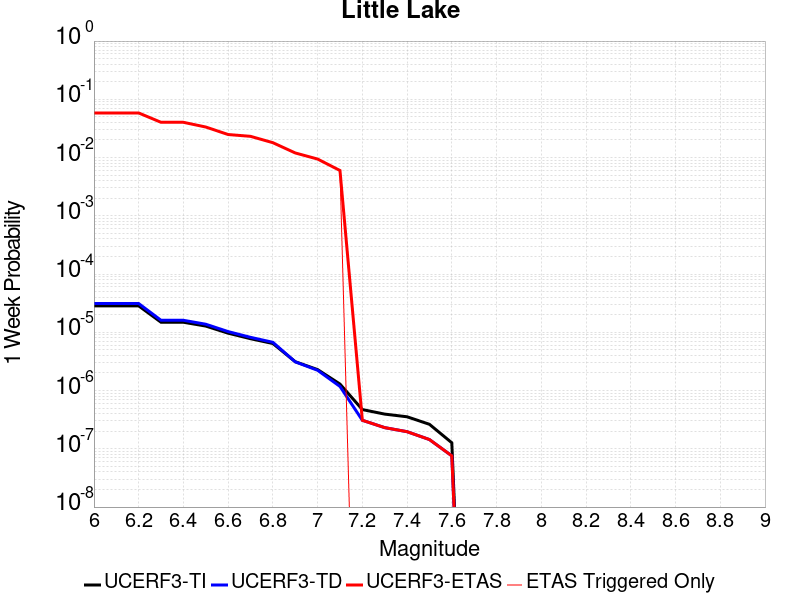 Little Lake
10^0
10^-1
10^-2
10^-3
10^-4
10^-5
10^-6
10^-7
10^-8
1 Week Probability
6 6.2 6.4 6.6 6.8 7 7.2 7.4 7.6 7.8 8 8.2 8.4 8.6 8.8 9
Magnitude
UCERF3-TI UCERF3-TD UCERF3-ETAS ETAS Triggered Only